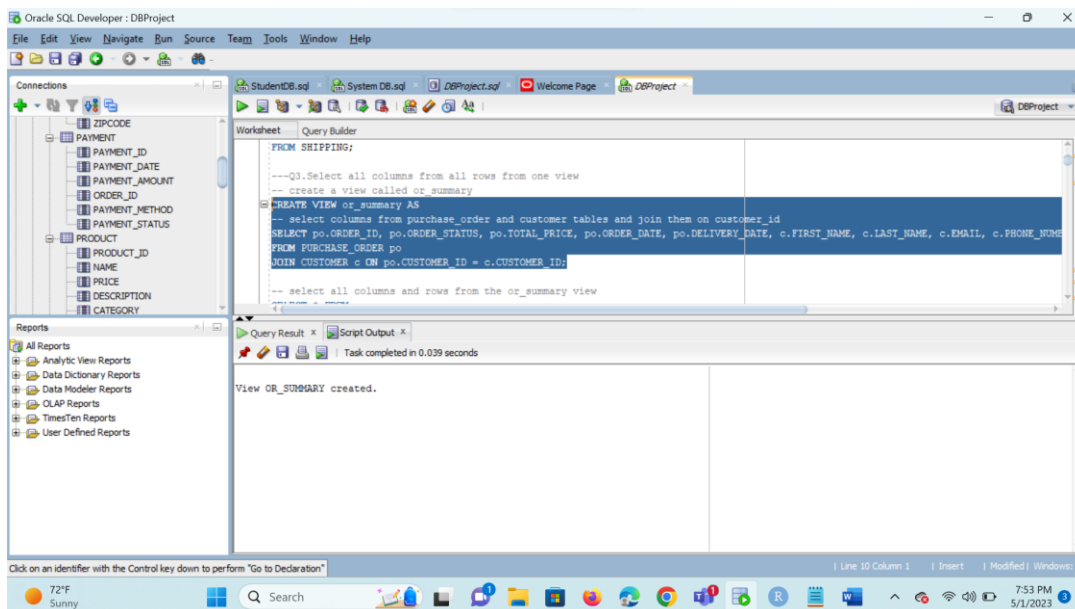 Oracle SQL Developer : DBProject
File Edit View Navigate Run Source Team Tools Window Help
Connections
StudentDB.sql
System DB.sql
DBProject.sql
Welcome Page
DBProject
DBProject
Worksheet Query Builder
ZIPCODE
PAYMENT
PAYMENT_ID
PAYMENT_DATE
PAYMENT_AMOUNT
ORDER_ID
PAYMENT_METHOD
PAYMENT_STATUS
PRODUCT
PRODUCT_ID
NAME
PRICE
DESCRIPTION
CATEGORY
FROM SHIPPING;
---Q3.Select all columns from all rows from one view
-- create a view called or_summary
CREATE VIEW or_summary AS
-- select columns from purchase_order and customer tables and join them on customer_id
SELECT po.ORDER_ID, po.ORDER_STATUS, po.TOTAL_PRICE, po.ORDER_DATE, po.DELIVERY_DATE, c.FIRST_NAME, c.LAST_NAME, c.EMAIL, c.PHONE_NUMB
FROM PURCHASE_ORDER po
JOIN CUSTOMER c ON po.CUSTOMER_ID = c.CUSTOMER_ID;
-- select all columns and rows from the or_summary view
Reports
All Reports
Analytic View Reports
Data Dictionary Reports
Data Modeler Reports
OLAP Reports
TimesTen Reports
User Defined Reports
Query Result
Script Output
Task completed in 0.039 seconds
View OR_SUMMARY created.
Click on an identifier with the Control key down to perform "Go to Declaration"
Line 10 Column 1 | Insert | Modified | Windows:
72°F
Sunny
Search
7:53 PM
5/1/2023